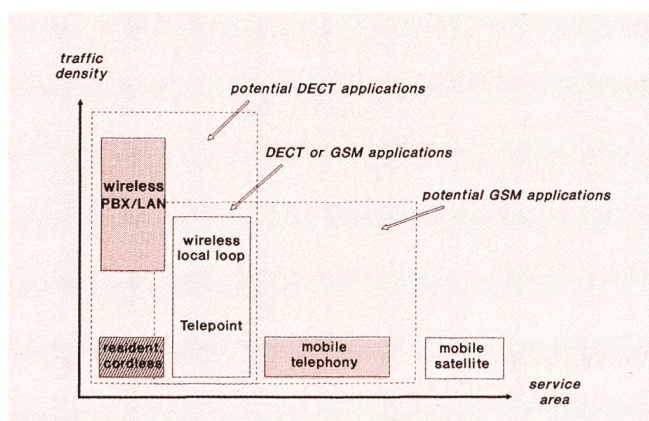 traffic
density
potential DECT applications
DECT or GSM applications
potential GSM applications
wireless
PBX/LAN
wireless
local loop
Telepoint
resident.
cordless
mobile
telephony
mobile
satellite
service
area